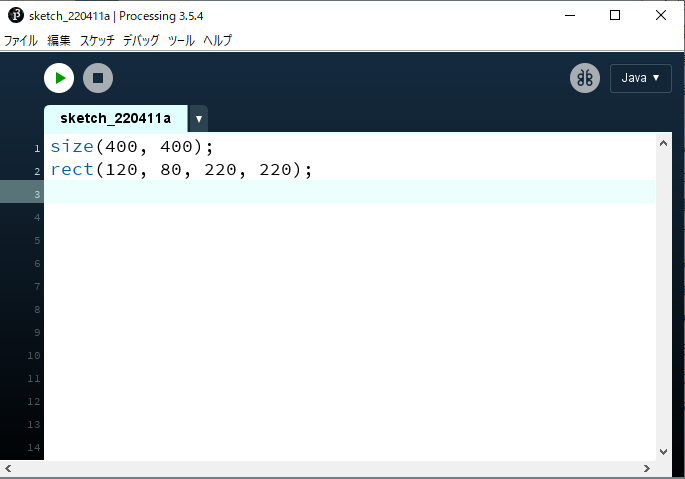 sketch_220411a | Processing 3.5.4
ファイル 編集 スケッチ デバッグ ツール ヘルプ
Java ▼
sketch_220411a ▼
1 size(400, 400);
2 rect(120, 80, 220, 220);
3
4
5
6
7
8
9
10
11
12
13
14